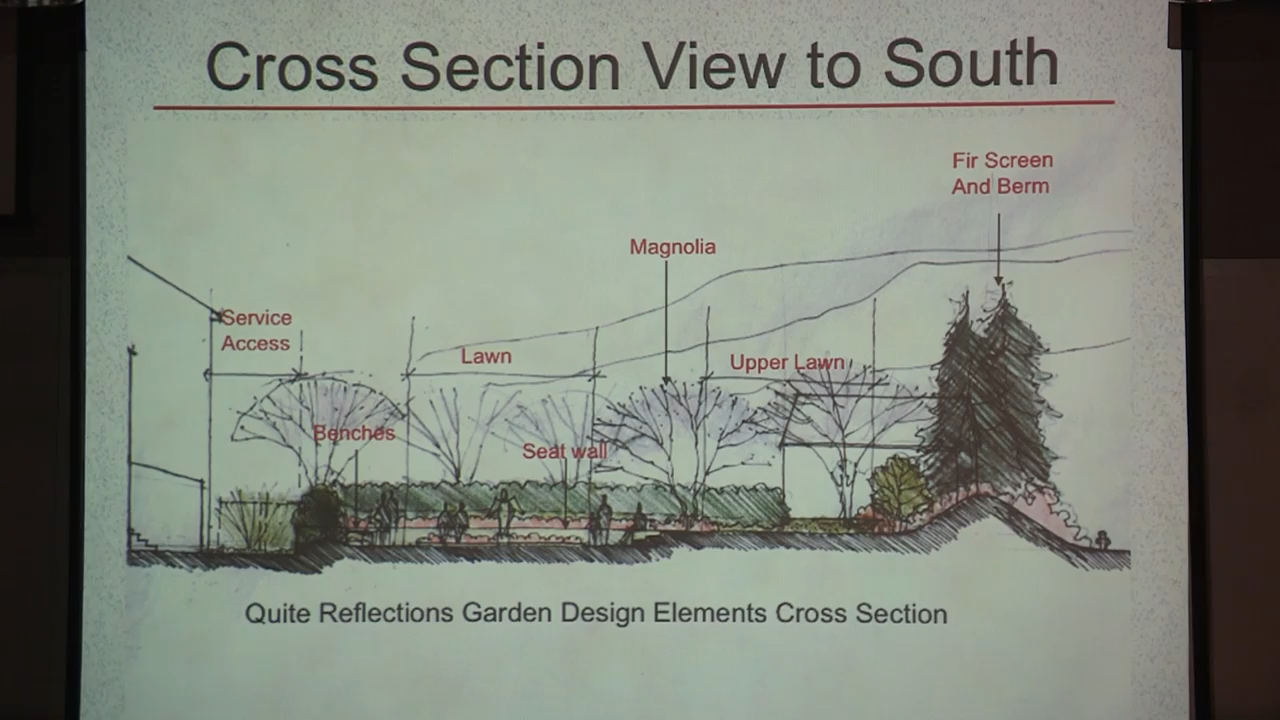 Cross Section View to South
Fir Screen
And Berm
Magnolia
Service
Access
Lawn
Upper Lawn
Benches
Seat wall
Quite Reflections Garden Design Elements Cross Section